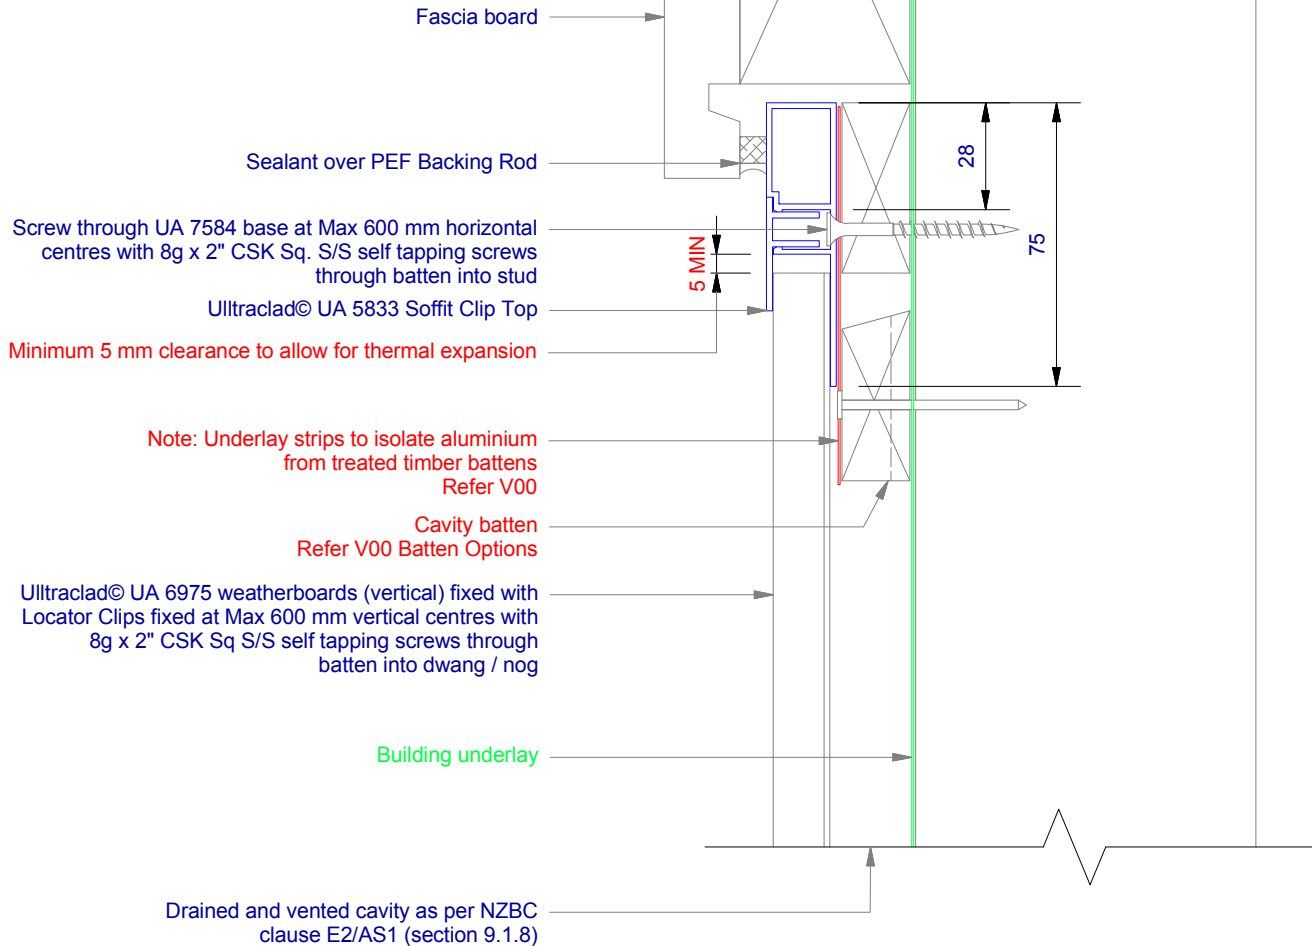 Fascia board
Sealant over PEF Backing Rod
28
Screw through UA 7584 base at Max 600 mm horizontal
centres with 8g x 2" CSK Sq. S/S self tapping screws
through batten into stud
75
5 MIN
Ulltraclad© UA 5833 Soffit Clip Top
Minimum 5 mm clearance to allow for thermal expansion
Note: Underlay strips to isolate aluminium
from treated timber battens
Refer V00
Cavity batten
Refer V00 Batten Options
Ulltraclad© UA 6975 weatherboards (vertical) fixed with
Locator Clips fixed at Max 600 mm vertical centres with
8g x 2" CSK Sq S/S self tapping screws through
batten into dwang / nog
Building underlay
Drained and vented cavity as per NZBC
clause E2/AS1 (section 9.1.8)